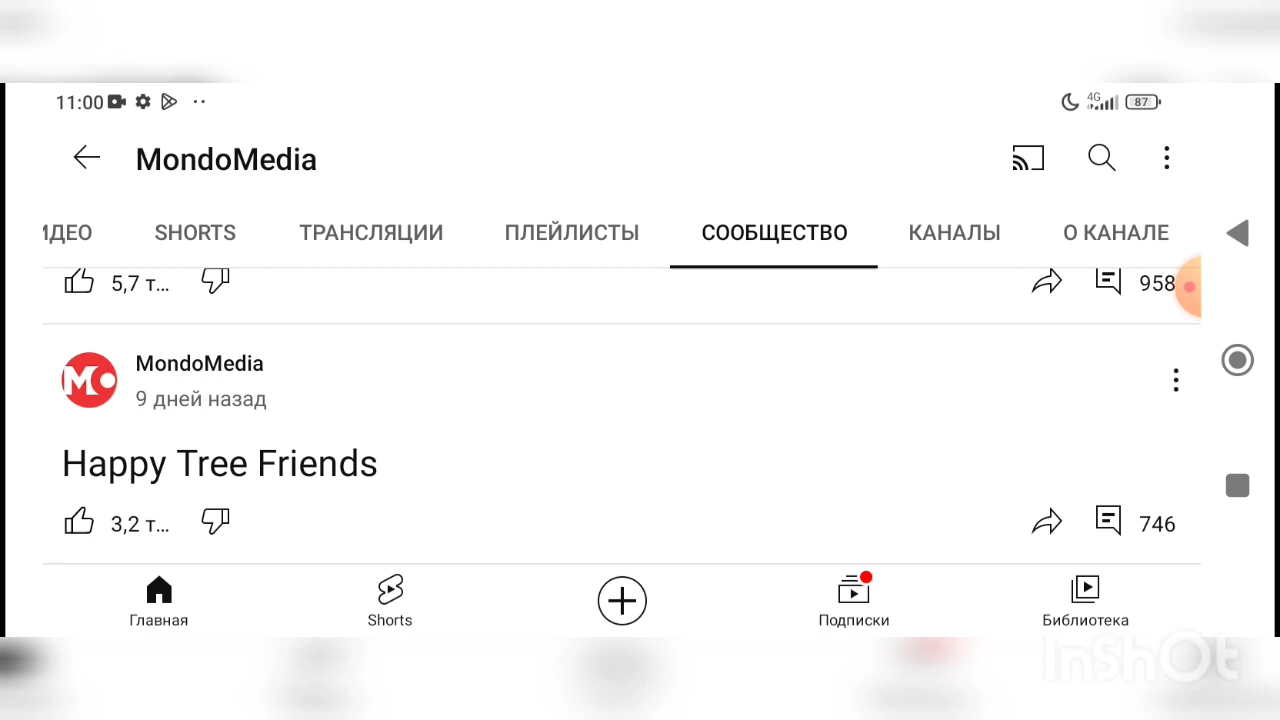 11:00
4G
87
MondoMedia
ИДЕО
SHORTS
ТРАНСЛЯЦИИ
ПЛЕЙЛИСТЫ
СООБЩЕСТВО
КАНАЛЫ
О КАНАЛЕ
5,7 т...
958
MondoMedia
9 дней назад
Happy Tree Friends
3,2 т...
746
Главная
Shorts
Подписки
Библиотека
InShOt